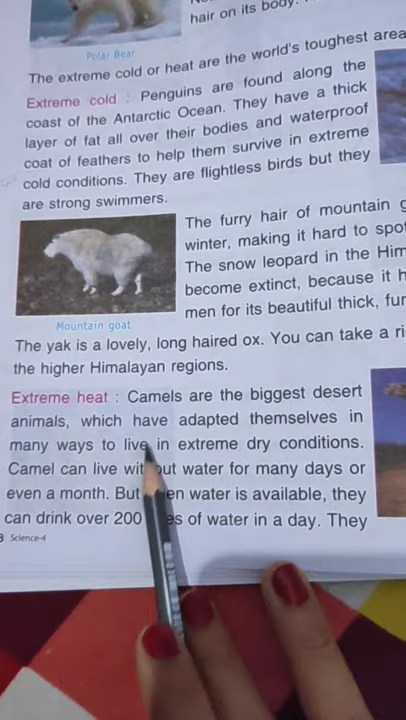 hair on its body.
Polar Bear
The extreme cold or heat are the world's toughest area
Extreme cold : Penguins are found along the
coast of the Antarctic Ocean. They have a thick
layer of fat all over their bodies and waterproof
coat of feathers to help them survive in extreme
cold conditions. They are flightless birds but they
are strong swimmers.
The furry hair of mountain g
winter, making it hard to spot
The snow leopard in the Him
become extinct, because it h
men for its beautiful thick, fur
Mountain goat
The yak is a lovely, long haired ox. You can take a ri
the higher Himalayan regions.
Extreme heat : Camels are the biggest desert
animals, which have adapted themselves in
many ways to live in extreme dry conditions.
Camel can live without water for many days or
even a month. But en water is available, they
can drink over 200 es of water in a day. They
8 Science-4